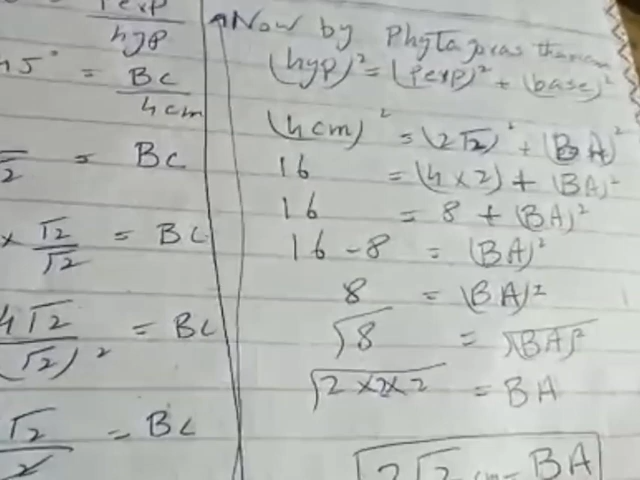 Perp
hyp
45° = BC
4cm
2 = BC
× √2 = BC
√2
4√2 = BC
(√2)²
√2 = BC
2
Now by Phytagoras theorem
(hyp)² = (perp)² + (base)²
(4cm)² = (2√2)² + (BA)²
16 = (4×2) + (BA)²
16 = 8 + (BA)²
16 - 8 = (BA)²
8 = (BA)²
√8 = √(BA)²
√2×2×2 = BA
2√2 cm = BA